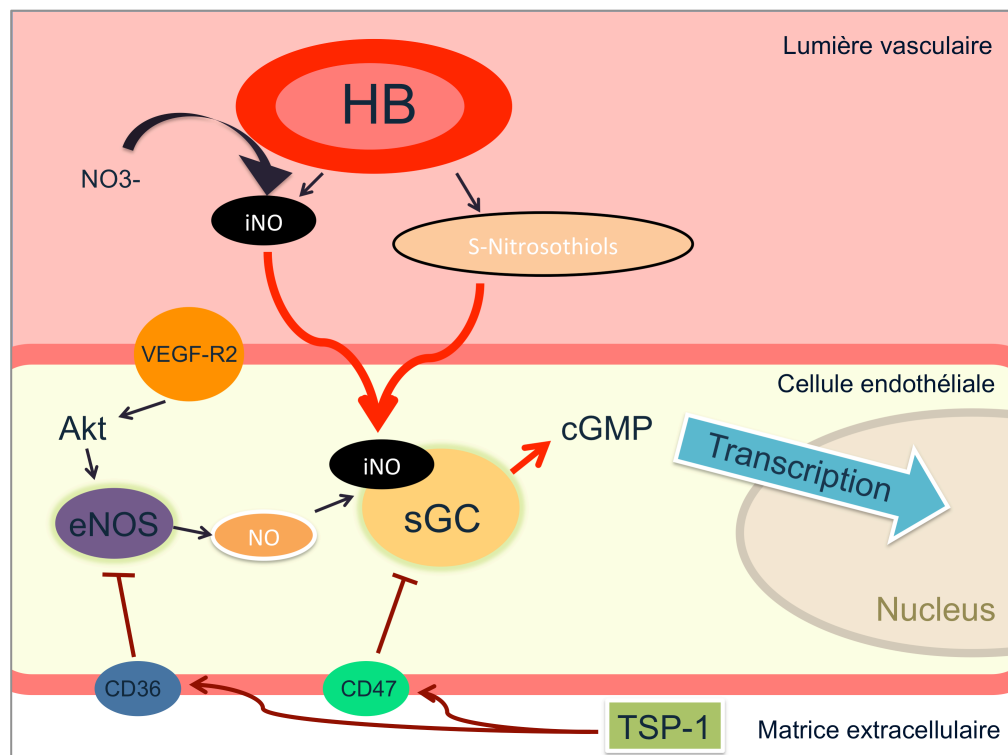 Lumière vasculaire
HB
NO3-
iNO
S-Nitrosothiols
VEGF-R2
Cellule endothéliale
Akt
cGMP
Transcription
iNO
sGC
eNOS
NO
Nucleus
CD36
CD47
TSP-1
Matrice extracellulaire